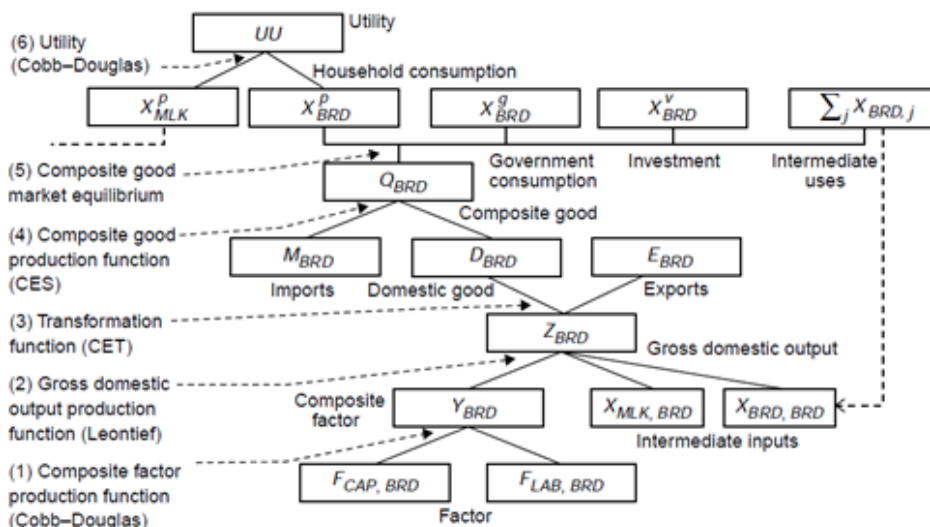 (6) Utility
(Cobb–Douglas)
UU
Utility
Household consumption
X^p_MLK
X^p_BRD
X^g_BRD
X^v_BRD
∑_j X_BRD, j
(5) Composite good
market equilibrium
Government
consumption
Investment
Intermediate
uses
Q_BRD
Composite good
(4) Composite good
production function
(CES)
M_BRD
D_BRD
E_BRD
Imports
Domestic good
Exports
(3) Transformation
function (CET)
Z_BRD
Gross domestic output
(2) Gross domestic
output production
function (Leontief)
Composite
factor
Y_BRD
X_MLK, BRD
X_BRD, BRD
Intermediate inputs
(1) Composite factor
production function
(Cobb–Douglas)
F_CAP, BRD
F_LAB, BRD
Factor